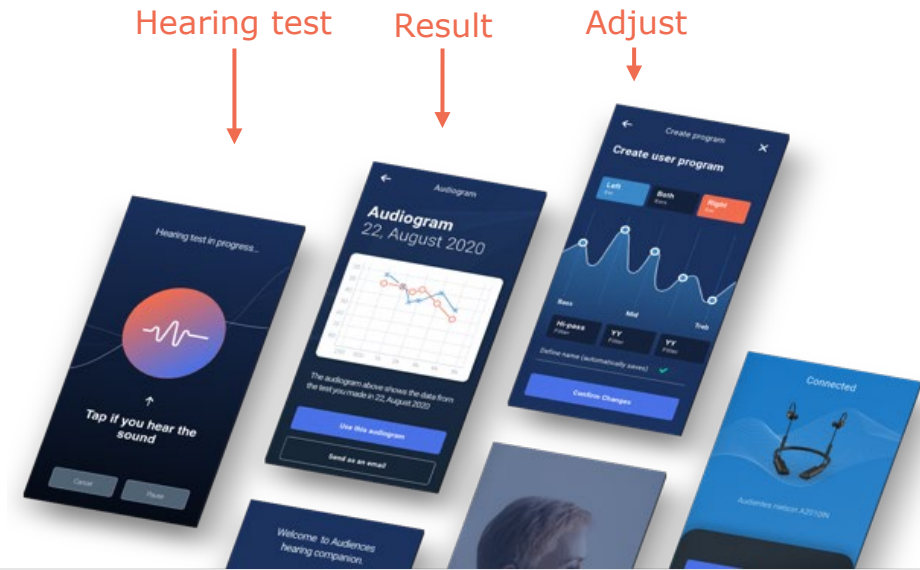 Hearing test
Result
Adjust
Hearing test in progress...
Tap if you hear the
sound
Cancel
Pause
Audiogram
Audiogram
22, August 2020
The audiogram above shows the data from
the test you made in 22, August 2020
Use this audiogram
Send as an email
Create program
Create user program
Left
Both
Ears
Right
Bass
Mid
Treb
Hi-pass
Filter
YY
Filter
YY
Filter
Define name (automatically saves)
Confirm Changes
Connected
Welcome to Audiences
hearing companion.